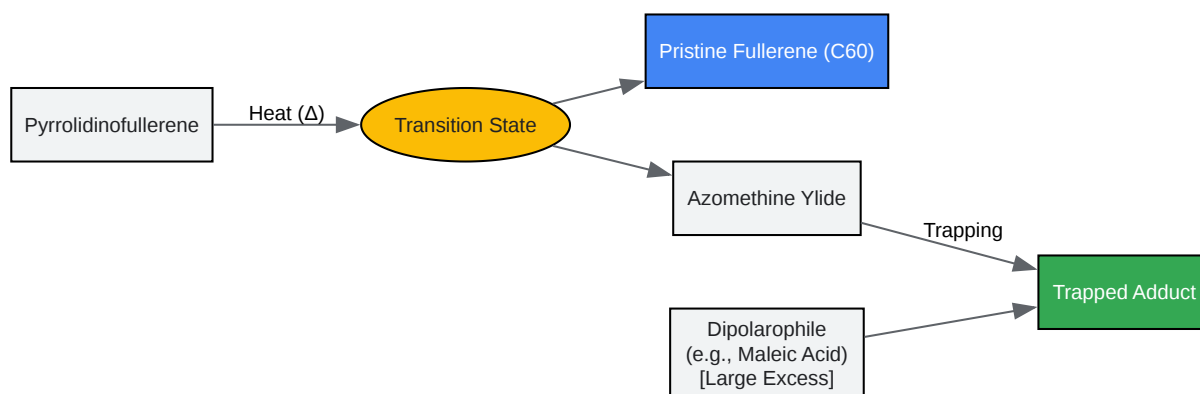 Pristine Fullerene (C60)
Pyrrolidinofullerene
Heat (Δ)
Transition State
Azomethine Ylide
Trapping
Trapped Adduct
Dipolarophile
(e.g., Maleic Acid)
[Large Excess]